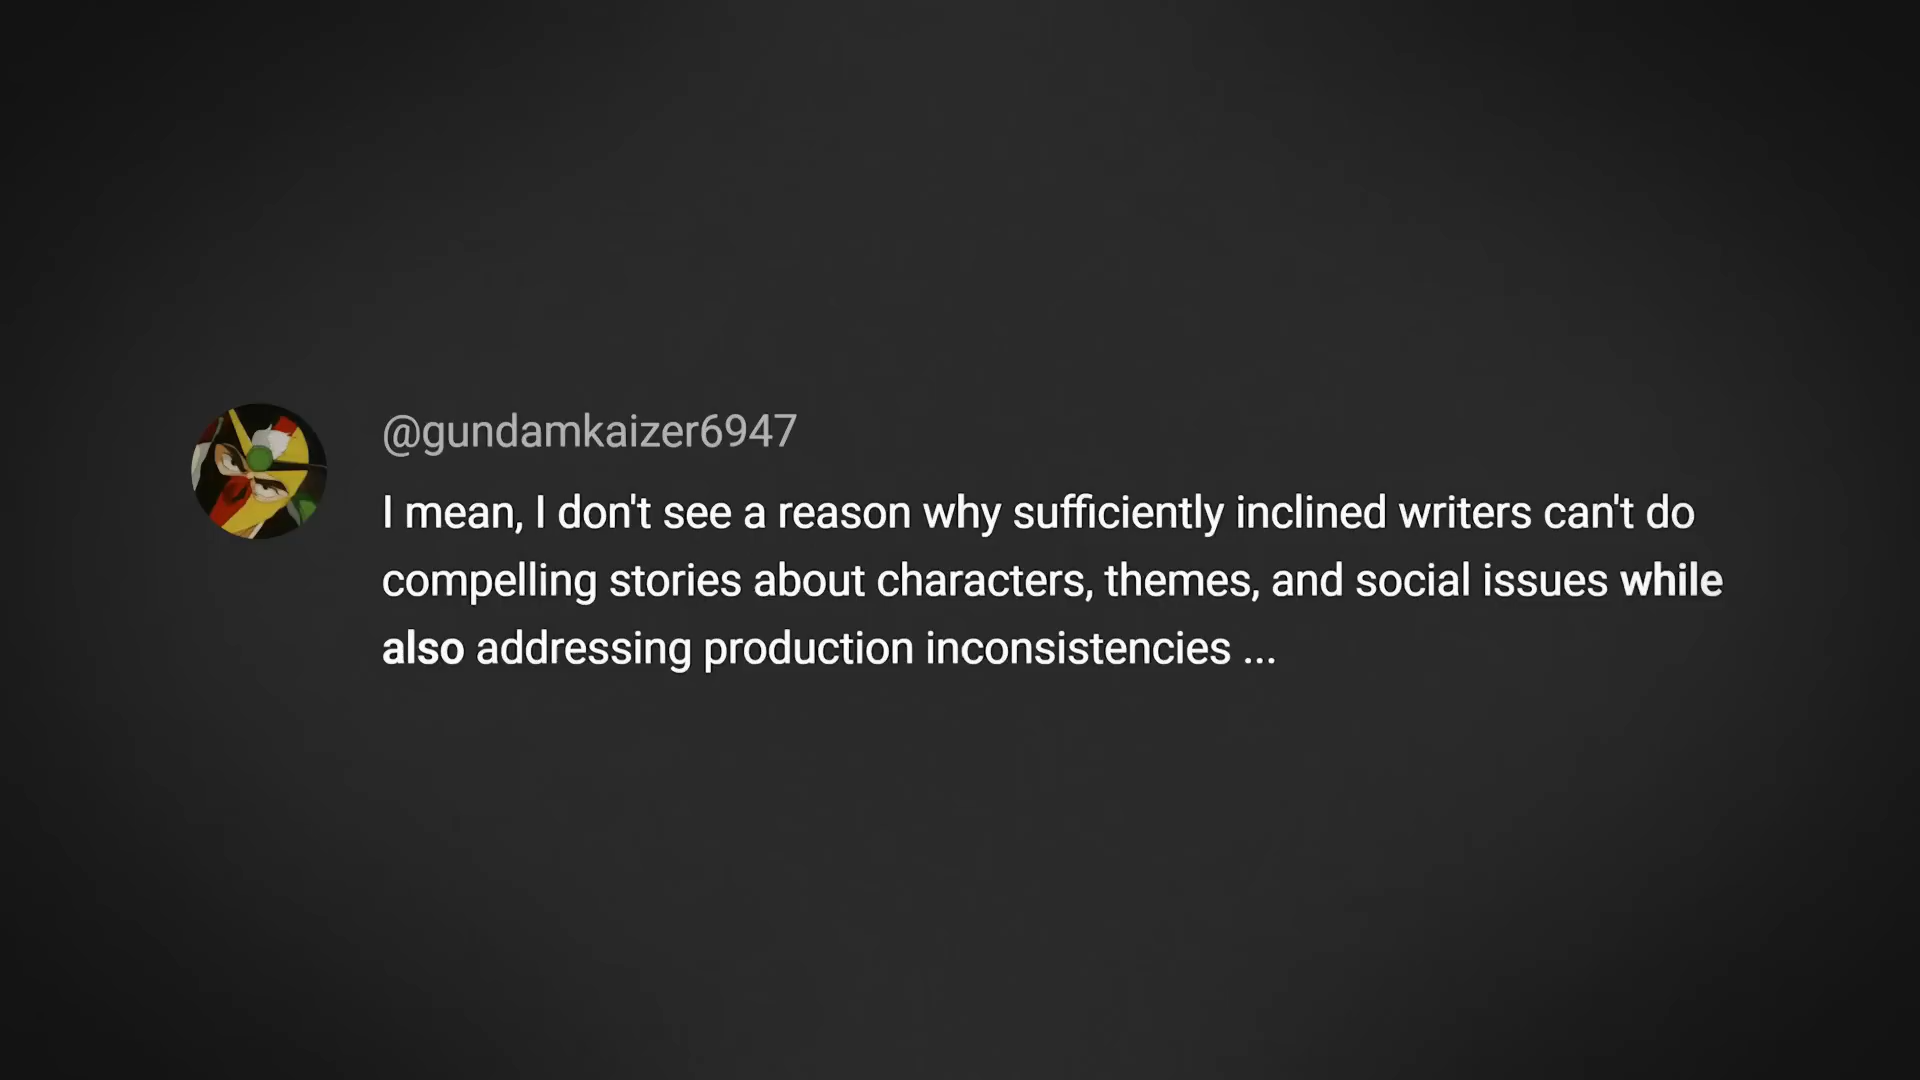 @gundamkaizer6947
I mean, I don't see a reason why sufficiently inclined writers can't do
compelling stories about characters, themes, and social issues while
also addressing production inconsistencies ...